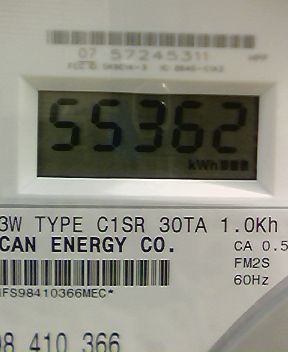 07 57245311
55362
kWh
3W TYPE C1SR 30TA 1.0Kh
CAN ENERGY CO.
CA 0.5
FM2S
60Hz
IFS98410366MEC*
98 410 366